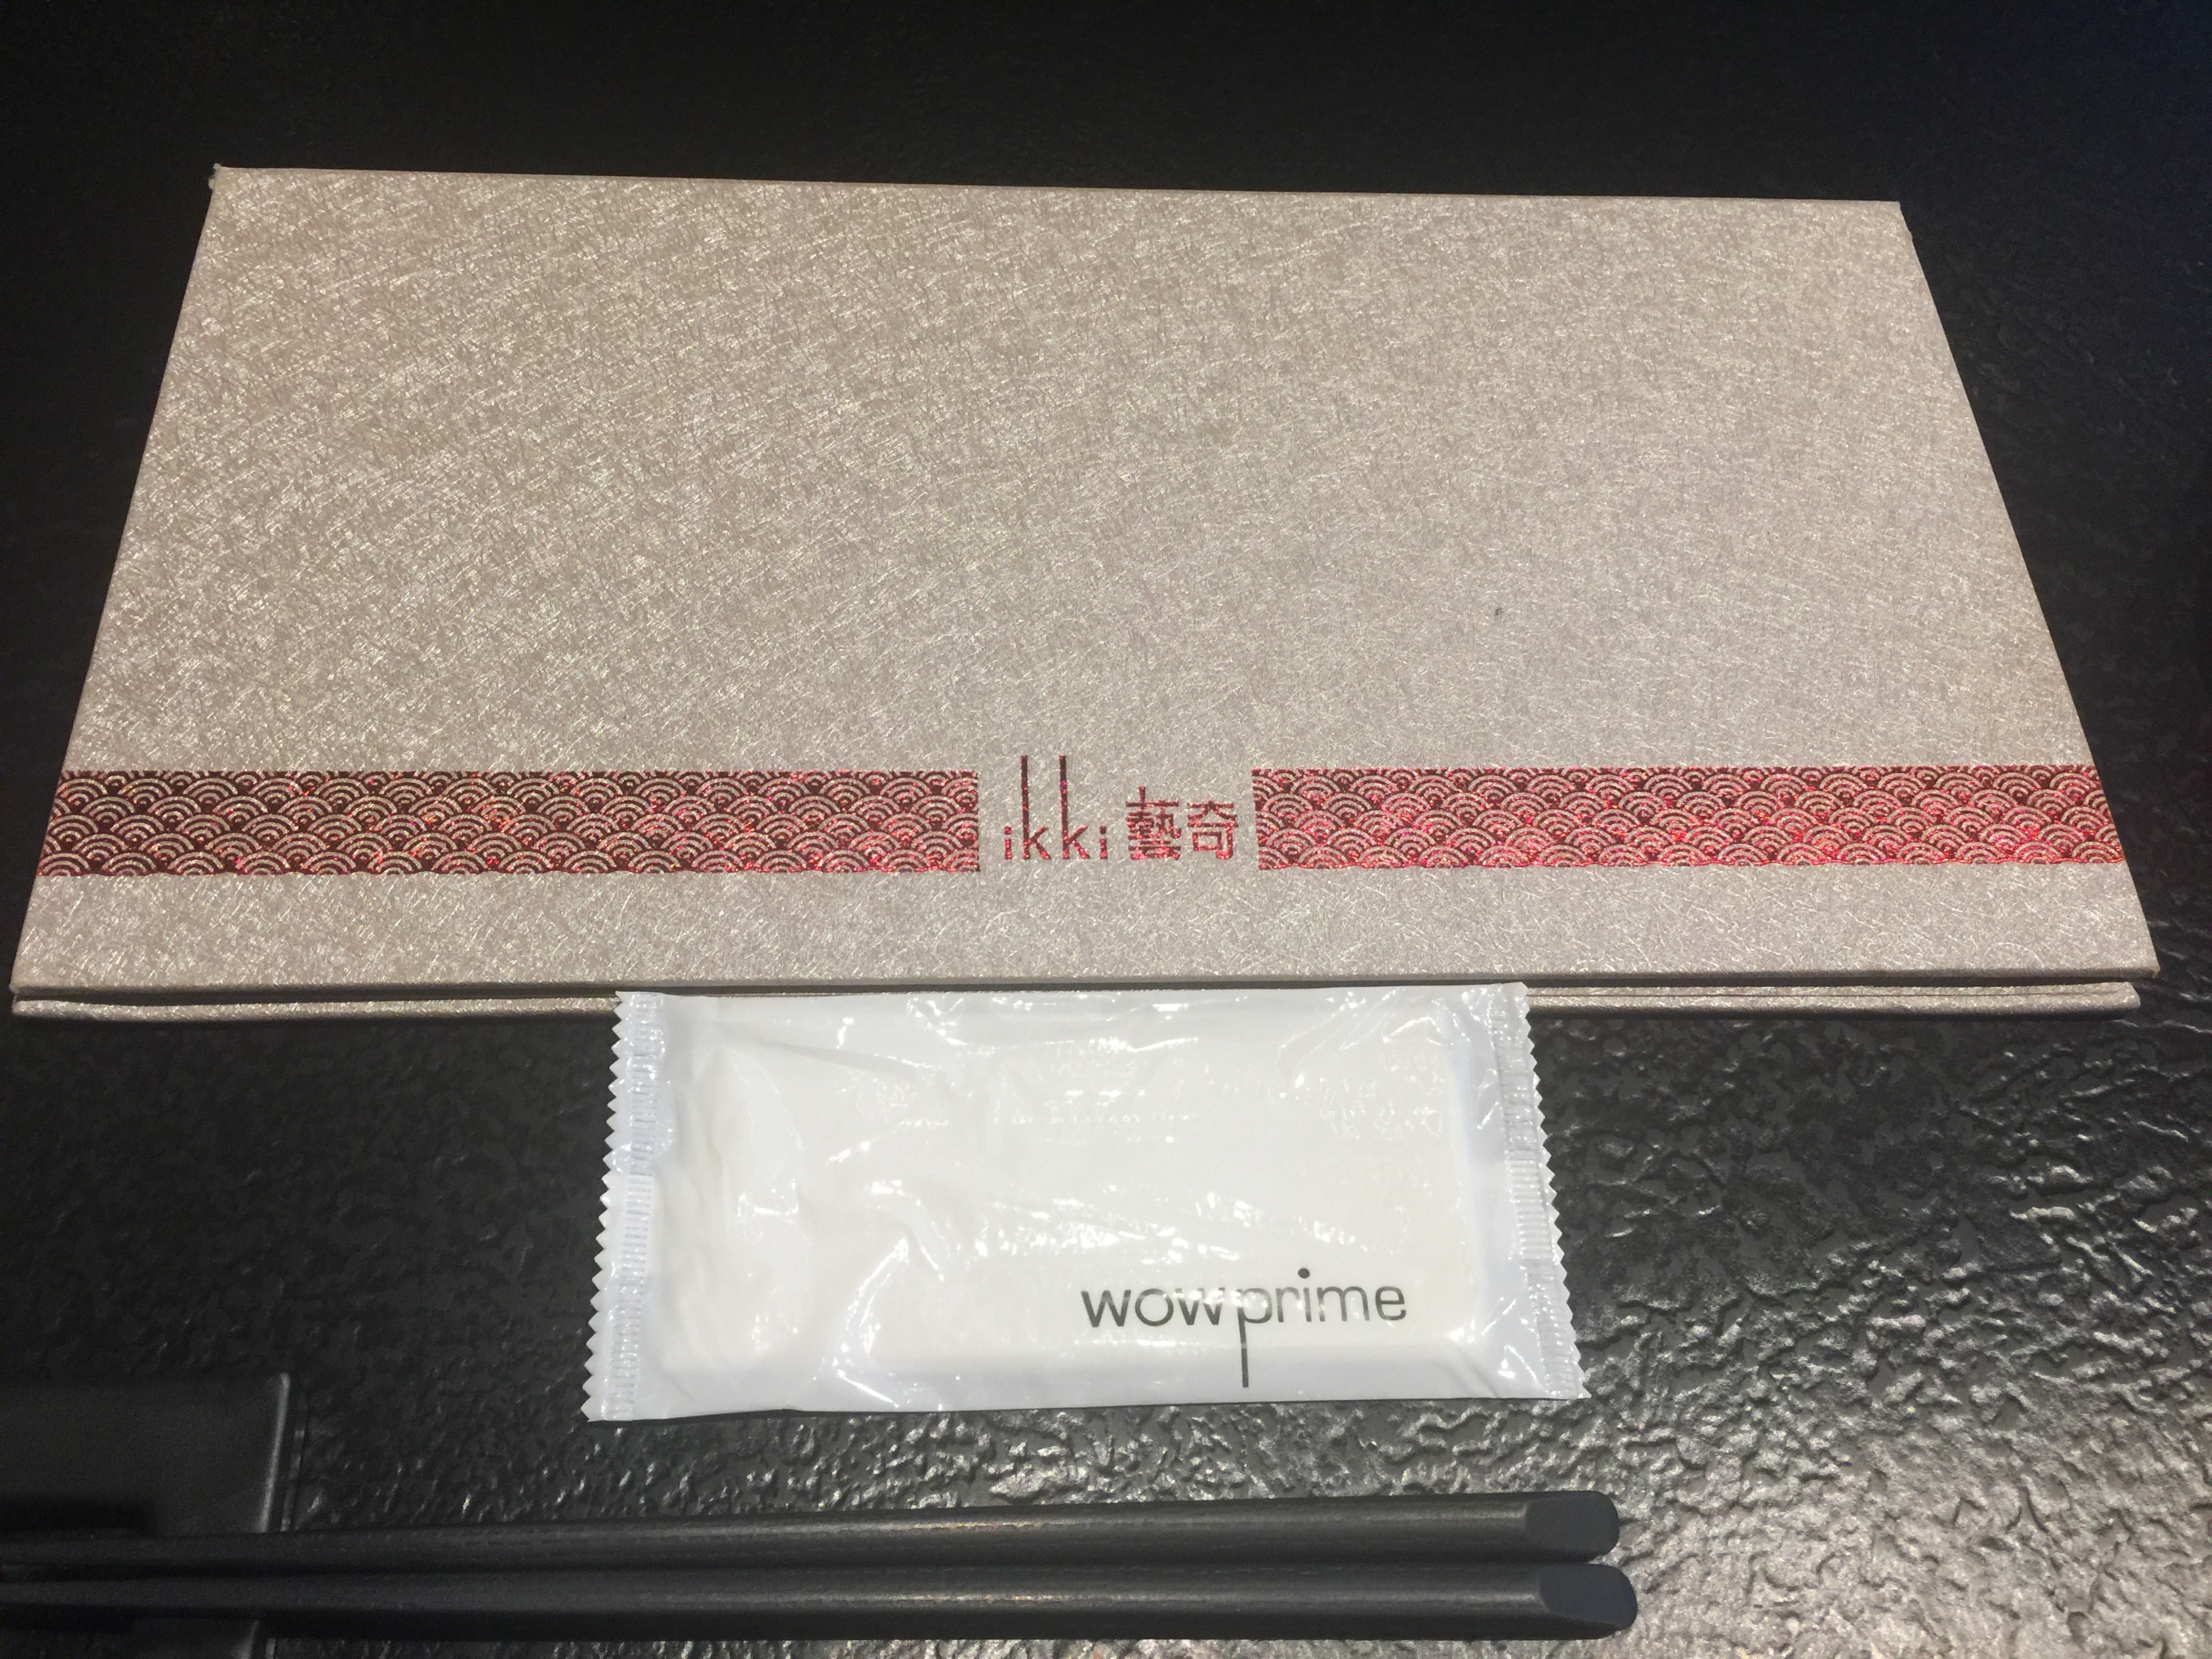 ikki 藝奇
wowprime